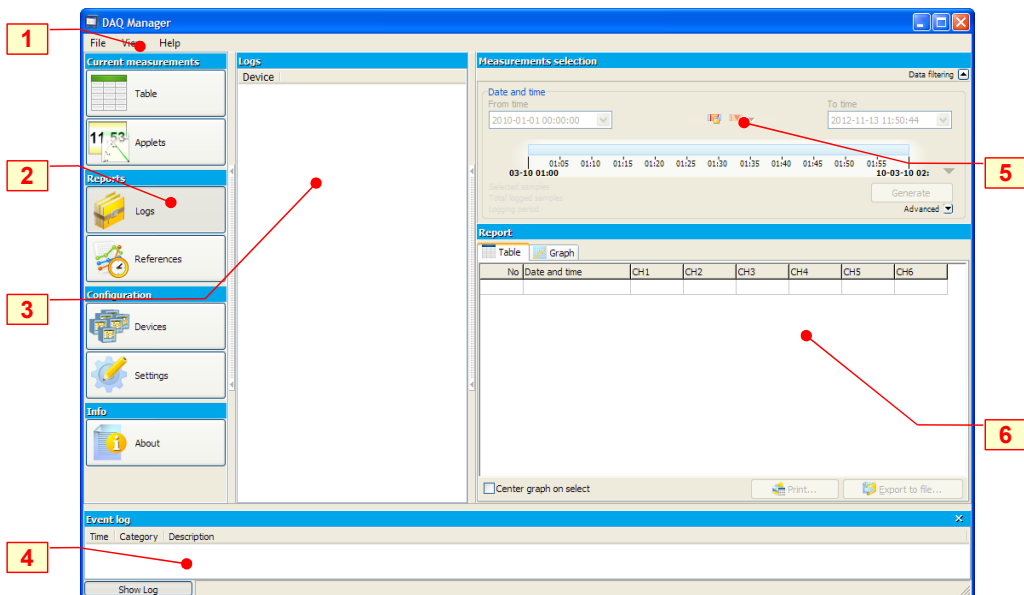 DAQ Manager
File View Help
1
Current measurements
Table
Applets
Reports
Logs
References
Configuration
Devices
Settings
Info
About
2
3
Logs
Device
Measurements selection
Data filtering
Date and time
From time
To time
2010-01-01 00:00:00
2012-11-13 11:50:44
01:05 01:10 01:15 01:20 01:25 01:30 01:35 01:40 01:45 01:50 01:55
03-10 01:00
10-03-10 02:
Selected samples
Total logged samples
Logging period
Generate
Advanced
5
Report
Table Graph
No Date and time CH1 CH2 CH3 CH4 CH5 CH6
6
Center graph on select
Print...
Export to file...
Event log
Time Category Description
4
Show Log